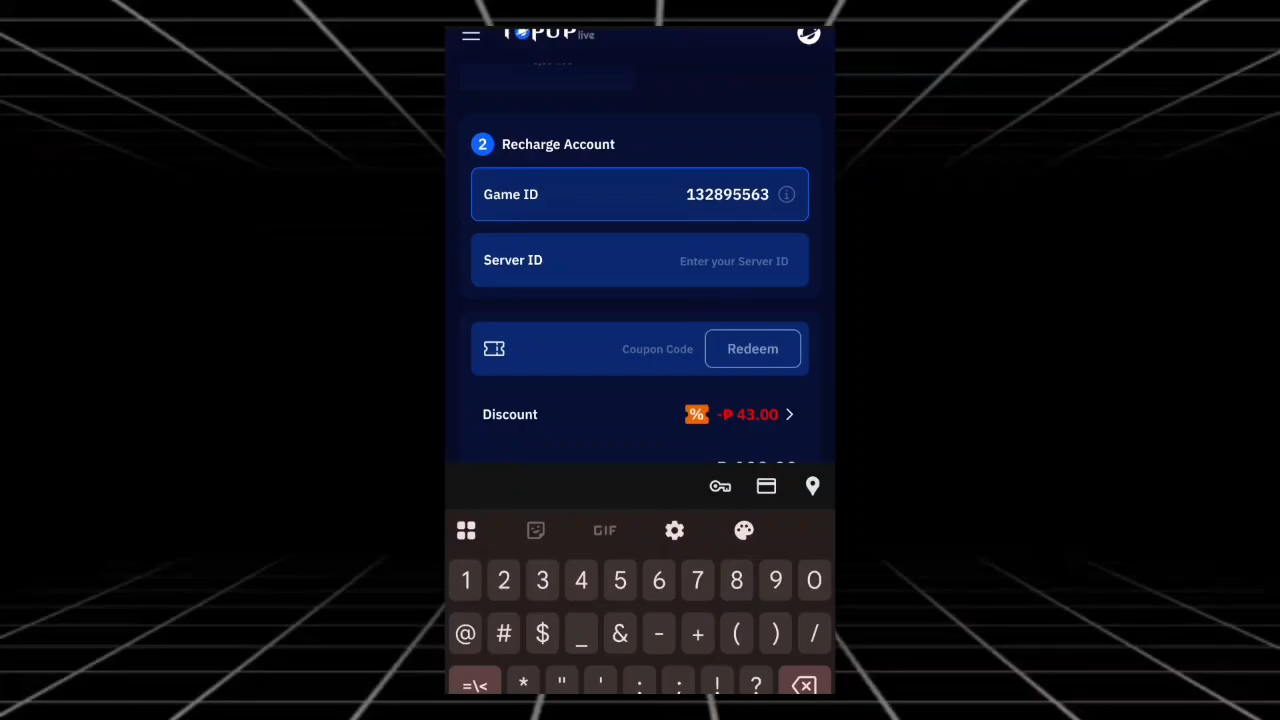 TOPUP live
2 Recharge Account
Game ID 132895563
Server ID Enter your Server ID
Coupon Code Redeem
Discount % -₱ 43.00
GIF
1 2 3 4 5 6 7 8 9 0
@ # $ _ & - + ( ) /
=\< * " ' : ; ! ?